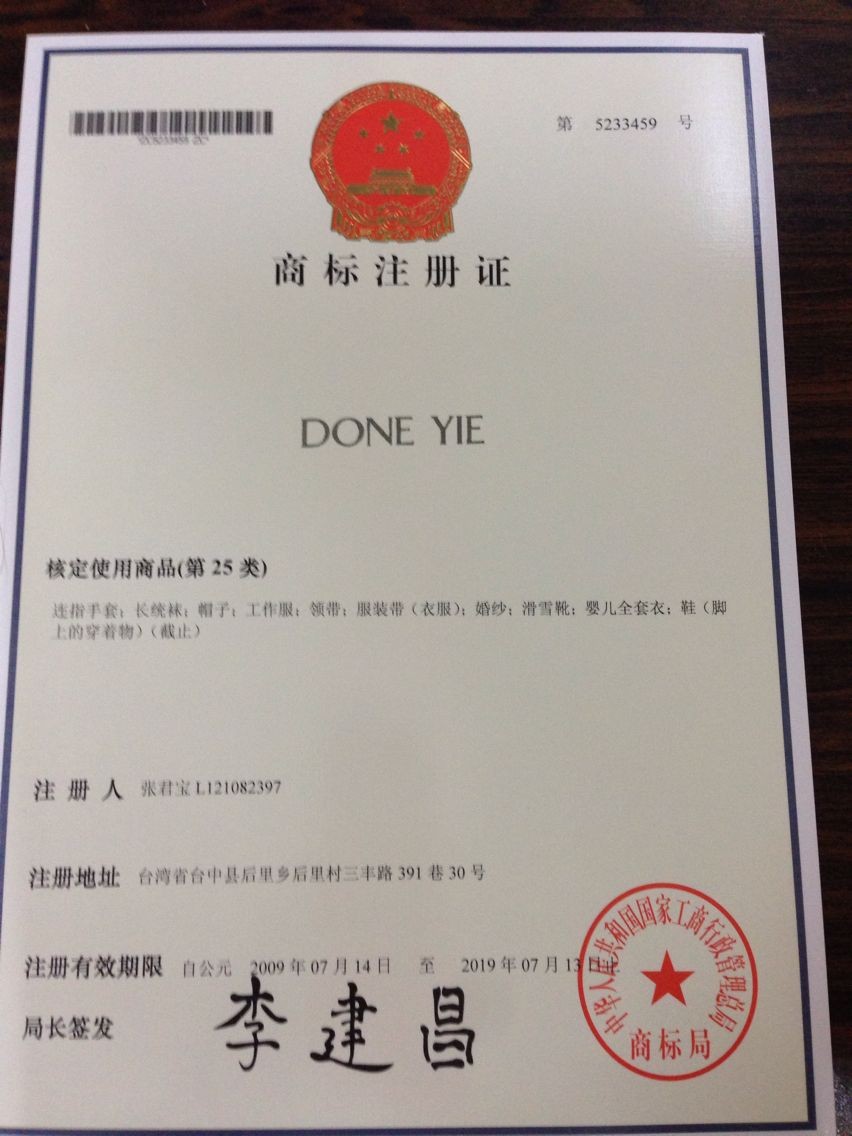 第 5233459 号
商标注册证
DONE YIE
核定使用商品(第 25 类)
连指手套；长统袜；帽子；工作服；领带；服装带（衣服）；婚纱；滑雪靴；婴儿全套衣；鞋（脚
上的穿着物）（截止）
注 册 人 张君宝 L121082397
注册地址 台湾省台中县后里乡后里村三丰路 391 巷 30 号
注册有效期限 自公元 2009 年 07 月 14 日 至 2019 年 07 月 13 日止
局长签发 李建昌
中华人民共和国国家工商行政管理总局
商标局